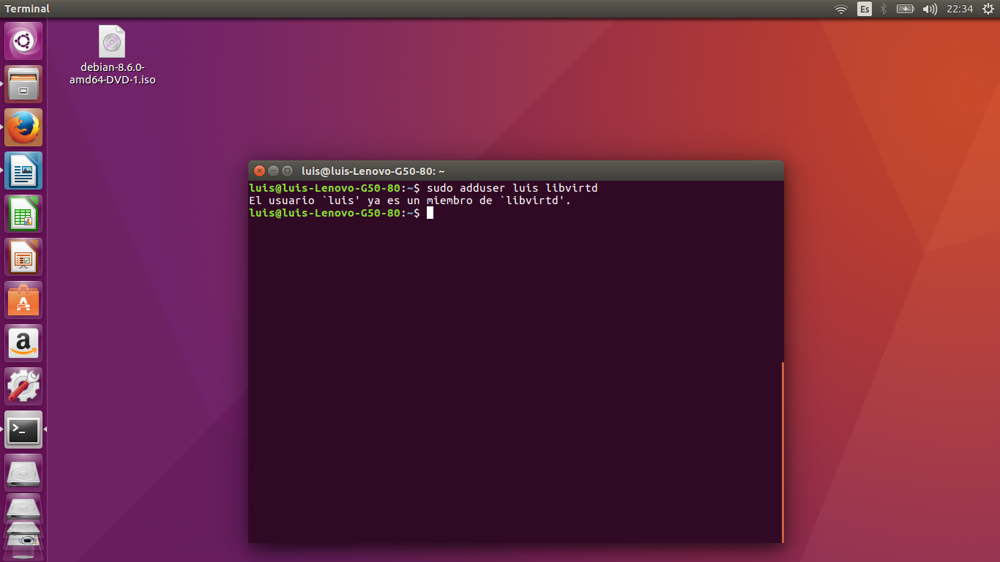 Terminal
Es
22:34
debian-8.6.0-
amd64-DVD-1.iso
luis@luis-Lenovo-G50-80: ~
luis@luis-Lenovo-G50-80:~$ sudo adduser luis libvirtd
El usuario `luis' ya es un miembro de `libvirtd'.
luis@luis-Lenovo-G50-80:~$